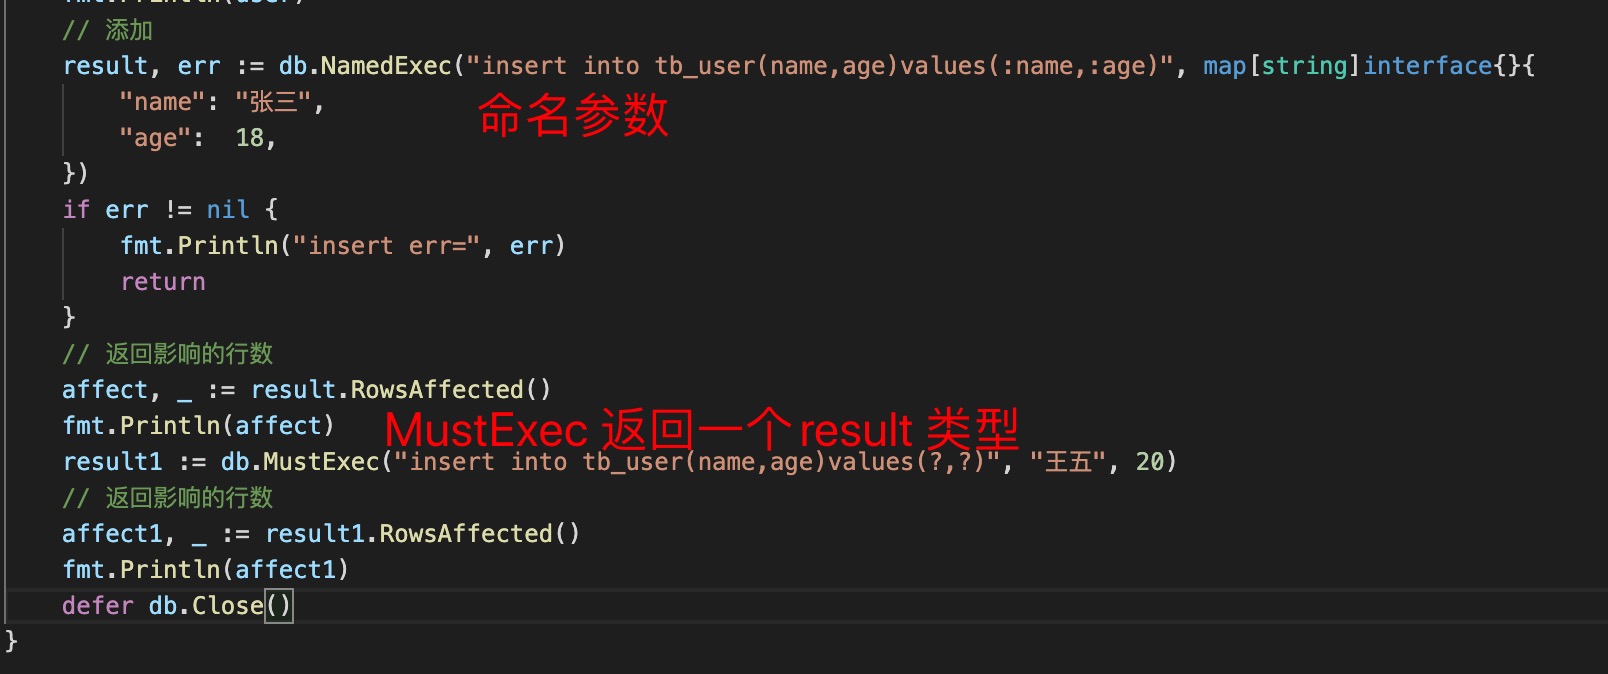 fmt.Println(user)
// 添加
result, err := db.NamedExec("insert into tb_user(name,age)values(:name,:age)", map[string]interface{}{
"name": "张三",
命名参数
"age":  18,
})
if err != nil {
fmt.Println("insert err=", err)
return
}
// 返回影响的行数
affect, _ := result.RowsAffected()
fmt.Println(affect)
MustExec 返回一个result 类型
result1 := db.MustExec("insert into tb_user(name,age)values(?,?)", "王五", 20)
// 返回影响的行数
affect1, _ := result1.RowsAffected()
fmt.Println(affect1)
defer db.Close()
}